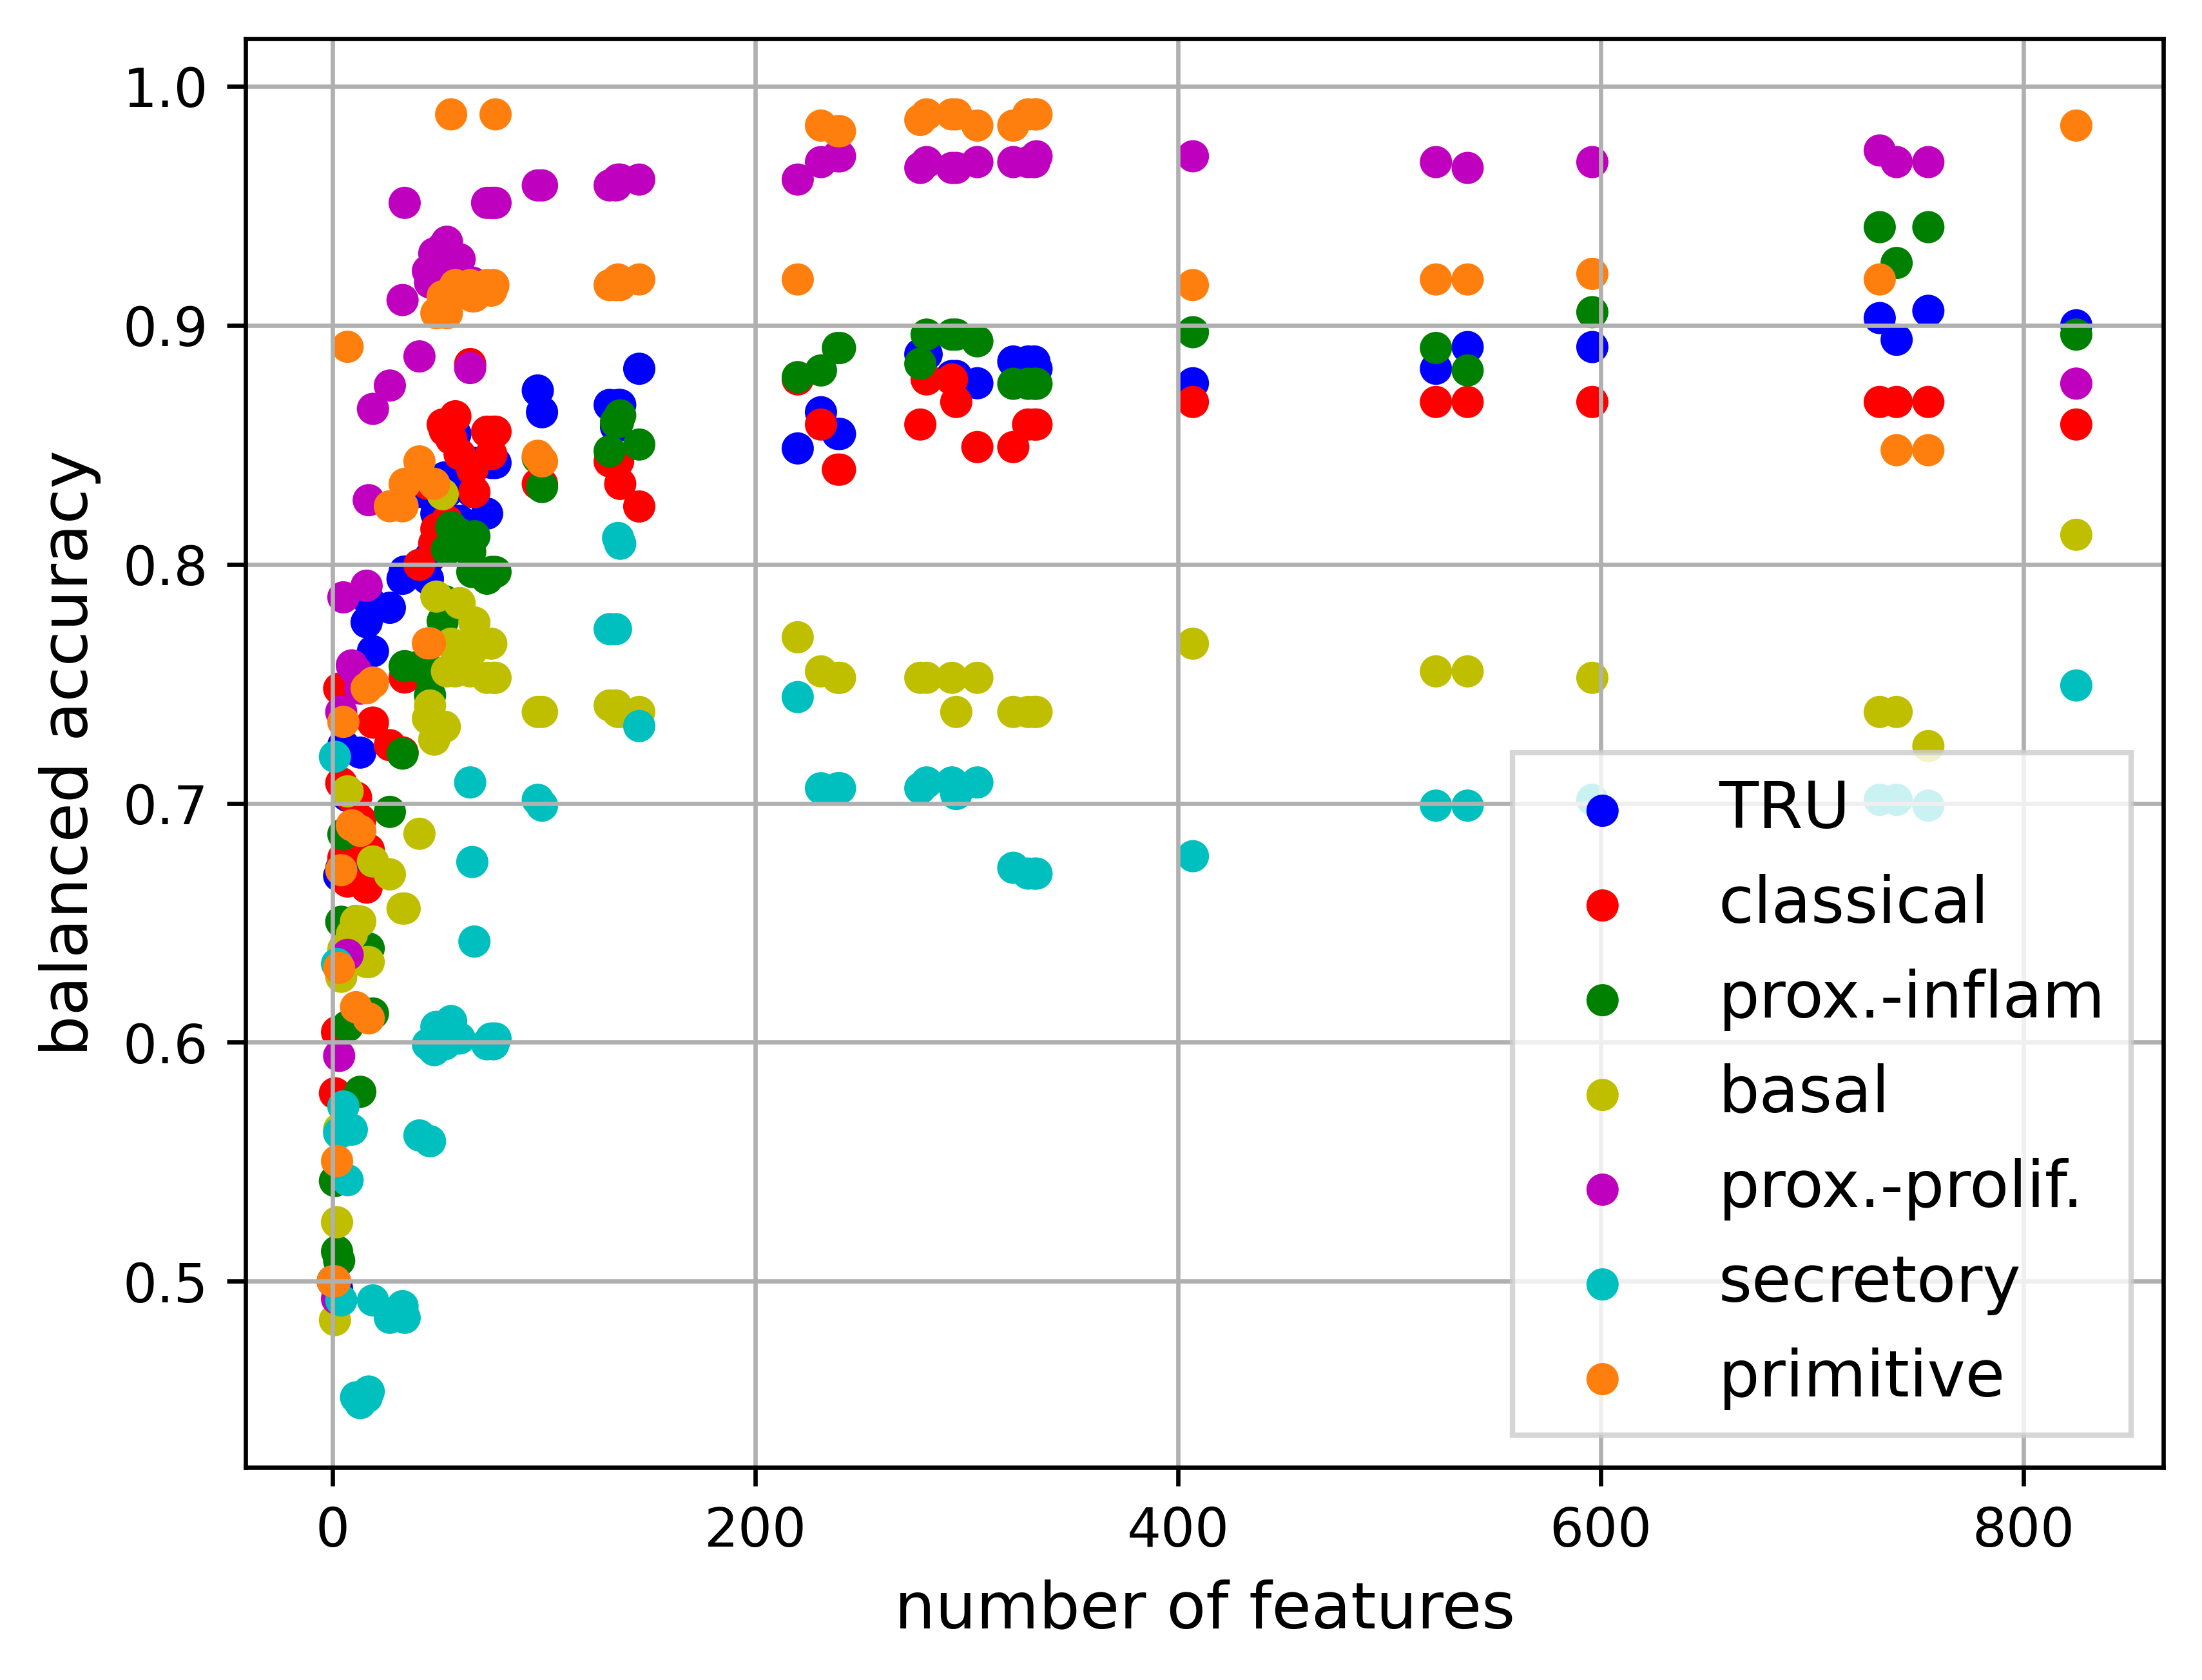 balanced accuracy
1.0
0.9
0.8
0.7
0.6
0.5
TRU
classical
prox.-inflam
basal
prox.-prolif.
secretory
primitive
0 200 400 600 800
number of features